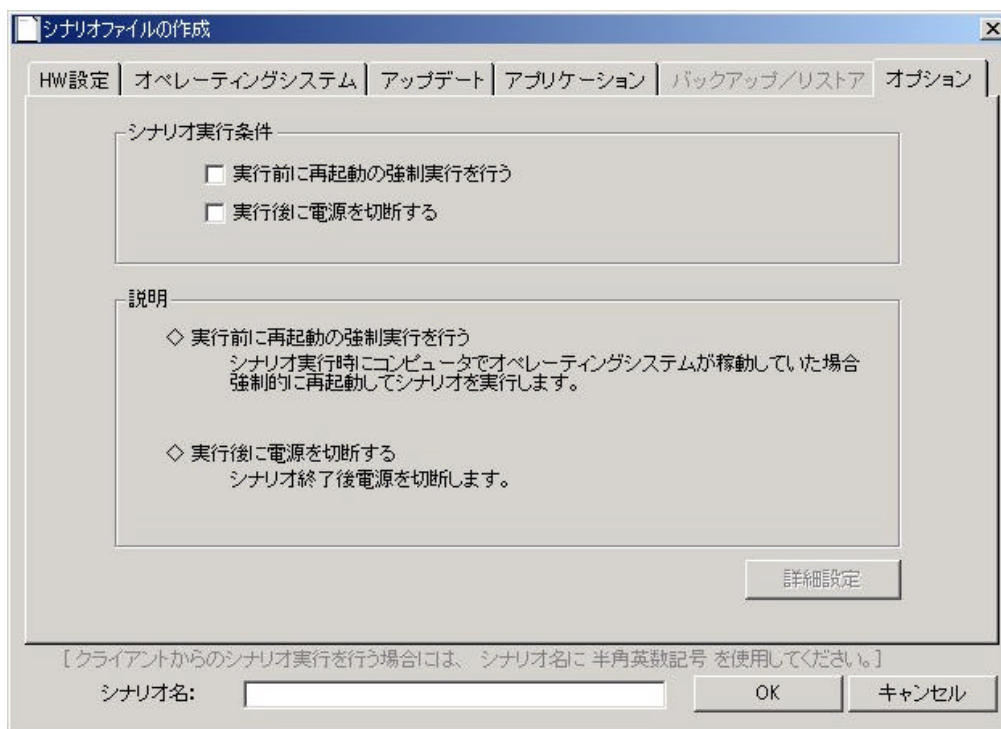 シナリオファイルの作成
HW設定 オペレーティングシステム アップデート アプリケーション バックアップ／リストア オプション
シナリオ実行条件
実行前に再起動の強制実行を行う
実行後に電源を切断する
説明
◇ 実行前に再起動の強制実行を行う
シナリオ実行時にコンピュータでオペレーティングシステムが稼動していた場合
強制的に再起動してシナリオを実行します。
◇ 実行後に電源を切断する
シナリオ終了後電源を切断します。
詳細設定
[ クライアントからのシナリオ実行を行う場合には、 シナリオ名に 半角英数記号 を使用してください。]
シナリオ名: OK キャンセル